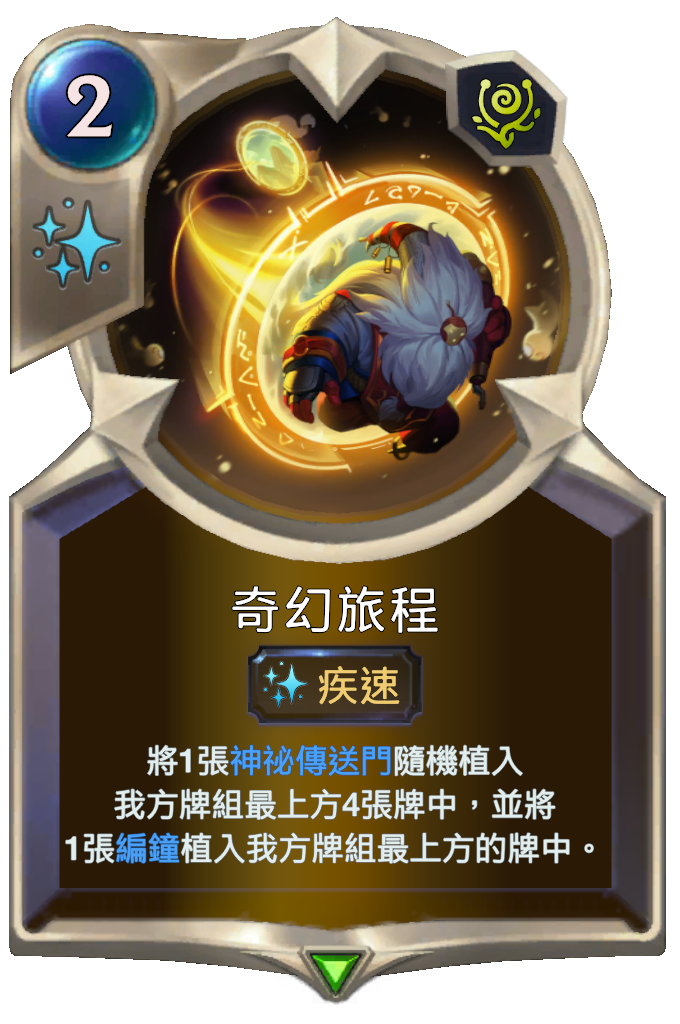 2
奇幻旅程
疾速
將1張神祕傳送門隨機植入
我方牌組最上方4張牌中，並將
1張編鐘植入我方牌組最上方的牌中。